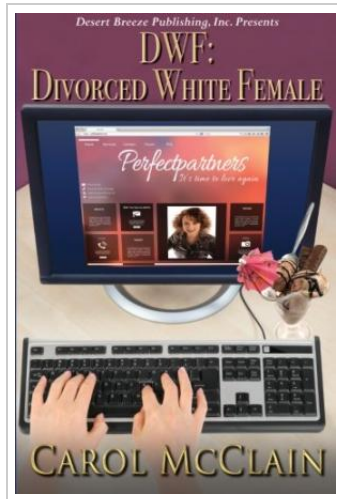 Desert Breeze Publishing, Inc. Presents
DWF:
DIVORCED WHITE FEMALE
Perfectpartners
It's time to love again
CAROL MCCLAIN